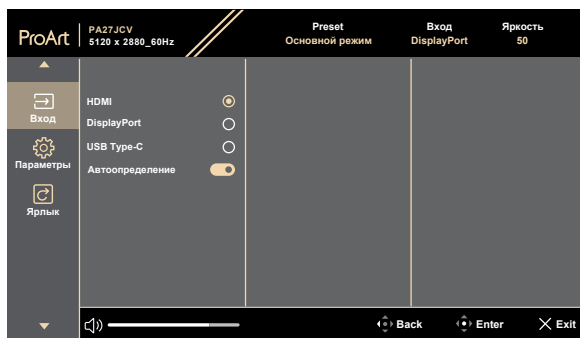 ProArt
PA27JCV
5120 x 2880_60Hz
Preset
Основной режим
Вход
DisplayPort
Яркость
50
Вход
Параметры
Ярлык
HDMI
DisplayPort
USB Type-C
Автоопределение
Back
Enter
Exit